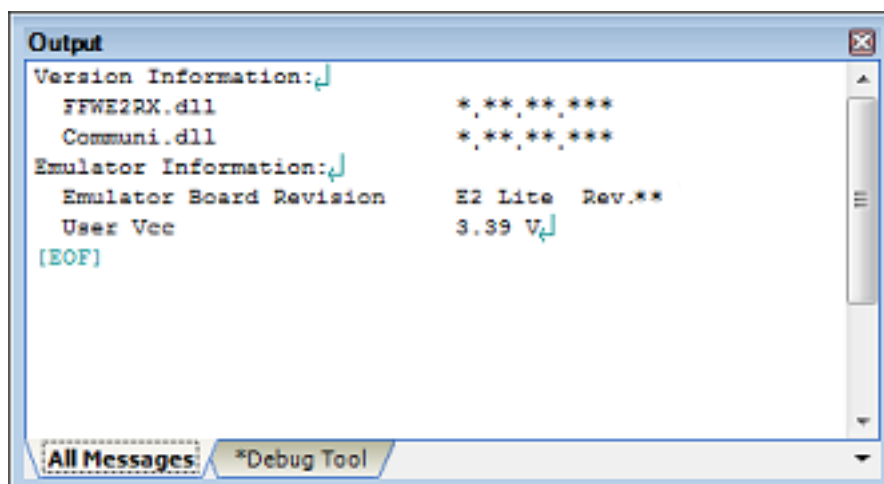 Output
Version Information:
FFWE2RX.dll *.**.**.***
Communi.dll *.**.**.***
Emulator Information:
Emulator Board Revision E2 Lite Rev.**
User Vcc 3.39 V
[EOF]
All Messages *Debug Tool